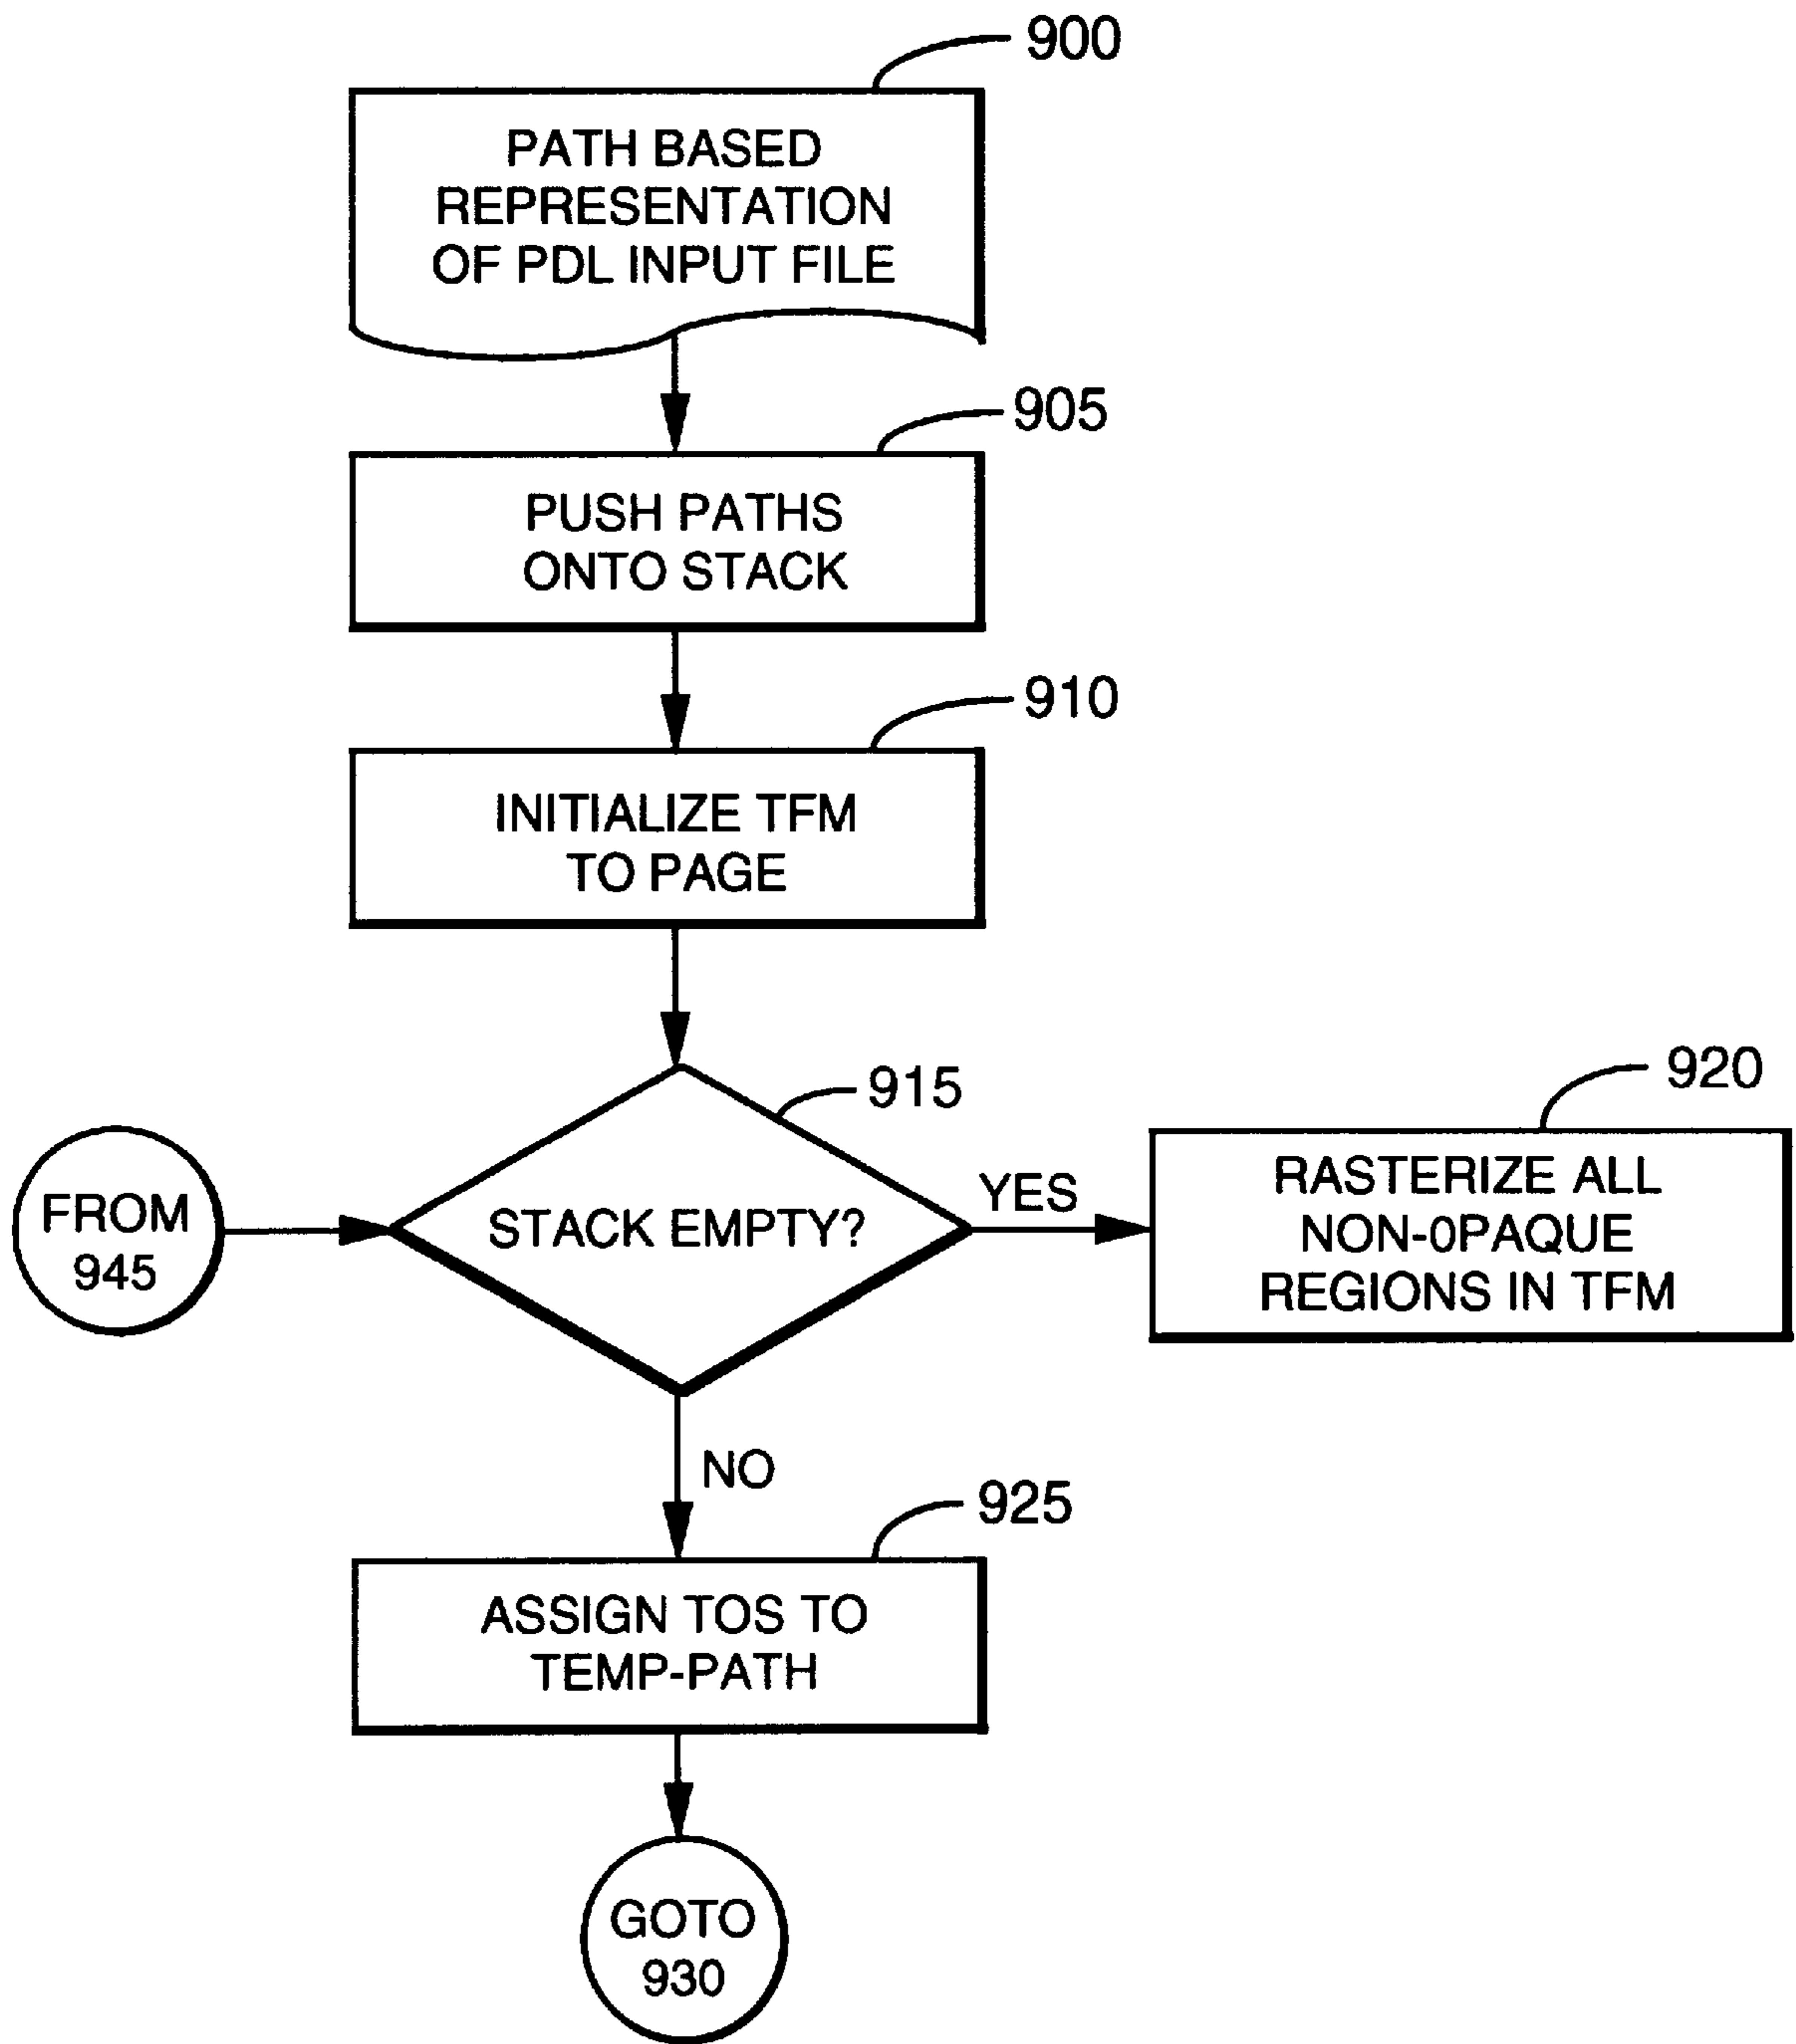 900
PATH BASED
REPRESENTATION
OF PDL INPUT FILE
905
PUSH PATHS
ONTO STACK
910
INITIALIZE TFM
TO PAGE
915
920
FROM
945
STACK EMPTY?
YES
RASTERIZE ALL
NON-0PAQUE
REGIONS IN TFM
NO
925
ASSIGN TOS TO
TEMP-PATH
GOTO
930